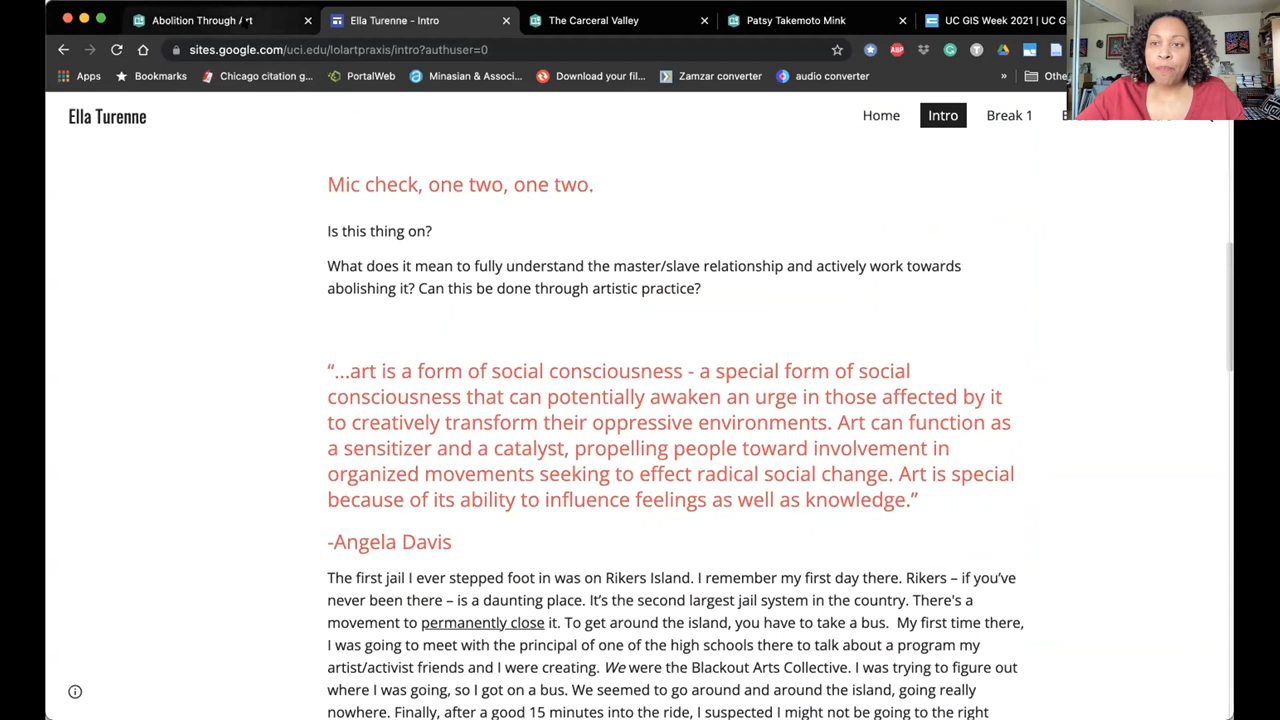 Abolition Through Art
Ella Turenne - Intro
The Carceral Valley
Patsy Takemoto Mink
UC GIS Week 2021 | UC G
sites.google.com/uci.edu/lolartpraxis/intro?authuser=0
Apps
Bookmarks
Chicago citation g...
PortalWeb
Minasian & Associ...
Download your fil...
Zamzar converter
audio converter
»
Othe
Ella Turenne
Home
Intro
Break 1
Mic check, one two, one two.
Is this thing on?
What does it mean to fully understand the master/slave relationship and actively work towards
abolishing it? Can this be done through artistic practice?
“...art is a form of social consciousness - a special form of social
consciousness that can potentially awaken an urge in those affected by it
to creatively transform their oppressive environments. Art can function as
a sensitizer and a catalyst, propelling people toward involvement in
organized movements seeking to effect radical social change. Art is special
because of its ability to influence feelings as well as knowledge.”
-Angela Davis
The first jail I ever stepped foot in was on Rikers Island. I remember my first day there. Rikers – if you’ve
never been there – is a daunting place. It’s the second largest jail system in the country. There's a
movement to permanently close it. To get around the island, you have to take a bus. My first time there,
I was going to meet with the principal of one of the high schools there to talk about a program my
artist/activist friends and I were creating. We were the Blackout Arts Collective. I was trying to figure out
where I was going, so I got on a bus. We seemed to go around and around the island, going really
nowhere. Finally, after a good 15 minutes into the ride, I suspected I might not be going to the right